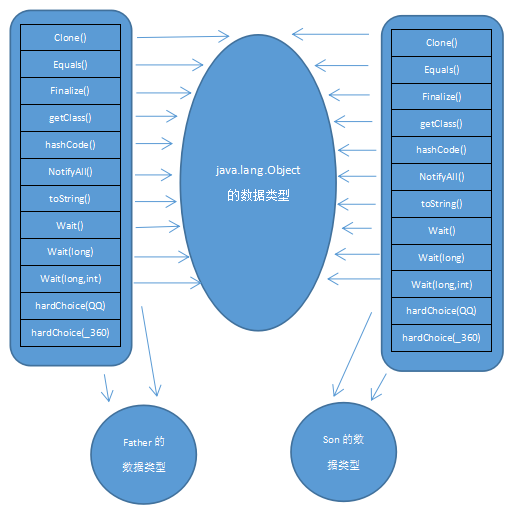 Clone()
Equals()
Finalize()
getClass()
hashCode()
NotifyAll()
toString()
Wait()
Wait(long)
Wait(long,int)
hardChoice(QQ)
hardChoice(_360)
java.lang.Object
的数据类型
Clone()
Equals()
Finalize()
getClass()
hashCode()
NotifyAll()
toString()
Wait()
Wait(long)
Wait(long,int)
hardChoice(QQ)
hardChoice(_360)
Father 的
数据类型
Son 的数
据类型